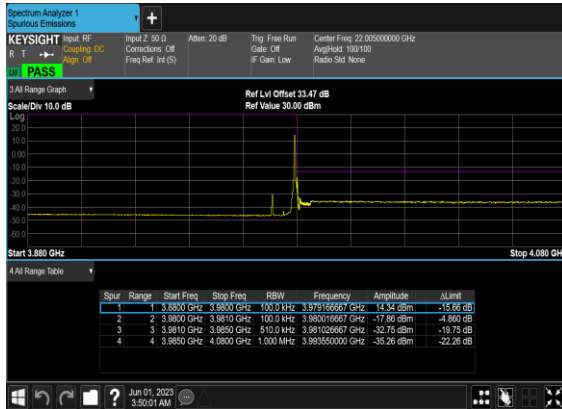 Spectrum Analyzer 1
Spurious Emissions
+
KEYSIGHT
R T
LXI PASS
Input: RF
Coupling: DC
Align: Off
Input Z: 50 Ω
Corrections: Off
Freq Ref: Int (S)
Atten: 20 dB
Trig: Free Run
Gate: Off
IF Gain: Low
Center Freq: 22.005000000 GHz
Avg|Hold: 100/100
Radio Std: None
3 All Range Graph
Scale/Div 10.0 dB
Ref Lvl Offset 33.47 dB
Ref Value 30.00 dBm
Log
20.0
10.0
0.00
-10.0
-20.0
-30.0
-40.0
-50.0
-60.0
Start 3.880 GHz
Stop 4.080 GHz
4 All Range Table
Spur Range Start Freq Stop Freq RBW Frequency Amplitude ΔLimit
1 1 3.8800 GHz 3.9800 GHz 100.0 kHz 3.979166667 GHz 14.34 dBm -15.66 dB
2 2 3.9800 GHz 3.9810 GHz 100.0 kHz 3.980016667 GHz -17.86 dBm -4.860 dB
3 3 3.9810 GHz 3.9850 GHz 510.0 kHz 3.981026667 GHz -32.75 dBm -19.75 dB
4 4 3.9850 GHz 4.0800 GHz 1.000 MHz 3.993550000 GHz -35.26 dBm -22.26 dB
?
Jun 01, 2023
3:50:01 AM